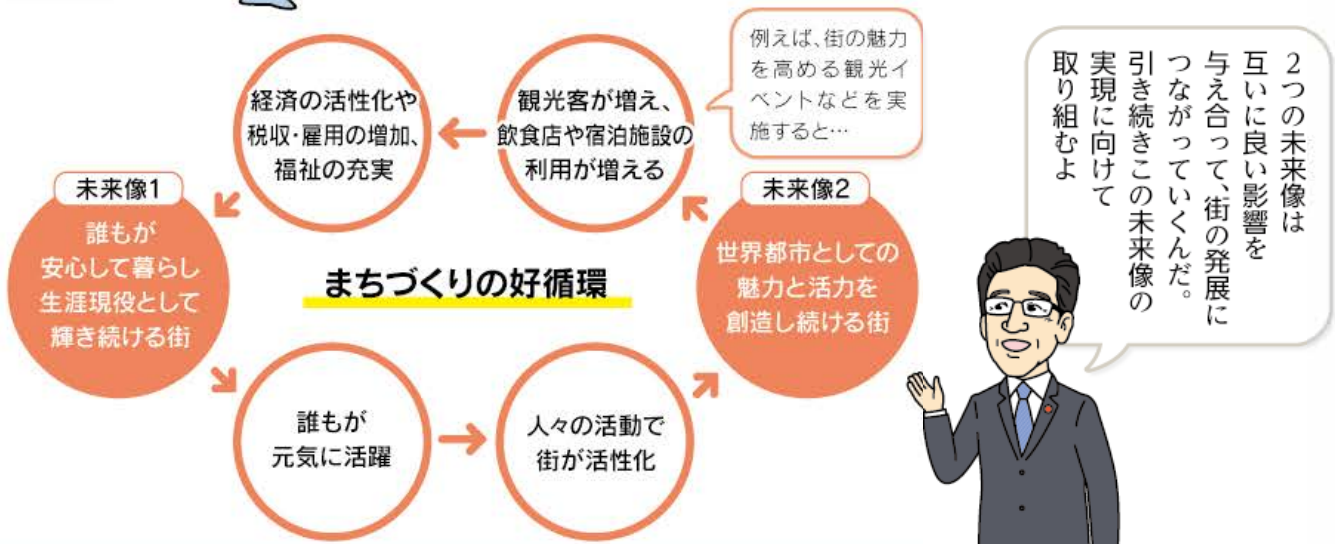 例えば、街の魅力
を高める観光イ
ベントなどを実
施すると…
経済の活性化や
税収・雇用の増加、
福祉の充実
観光客が増え、
飲食店や宿泊施設の
利用が増える
未来像1
誰もが
安心して暮らし
生涯現役として
輝き続ける街
まちづくりの好循環
未来像2
世界都市としての
魅力と活力を
創造し続ける街
誰もが
元気に活躍
人々の活動で
街が活性化
2つの未来像は
互いに良い影響を
与え合って、街の発展に
つながっていくんだ。
引き続きこの未来像の
実現に向けて
取り組むよ